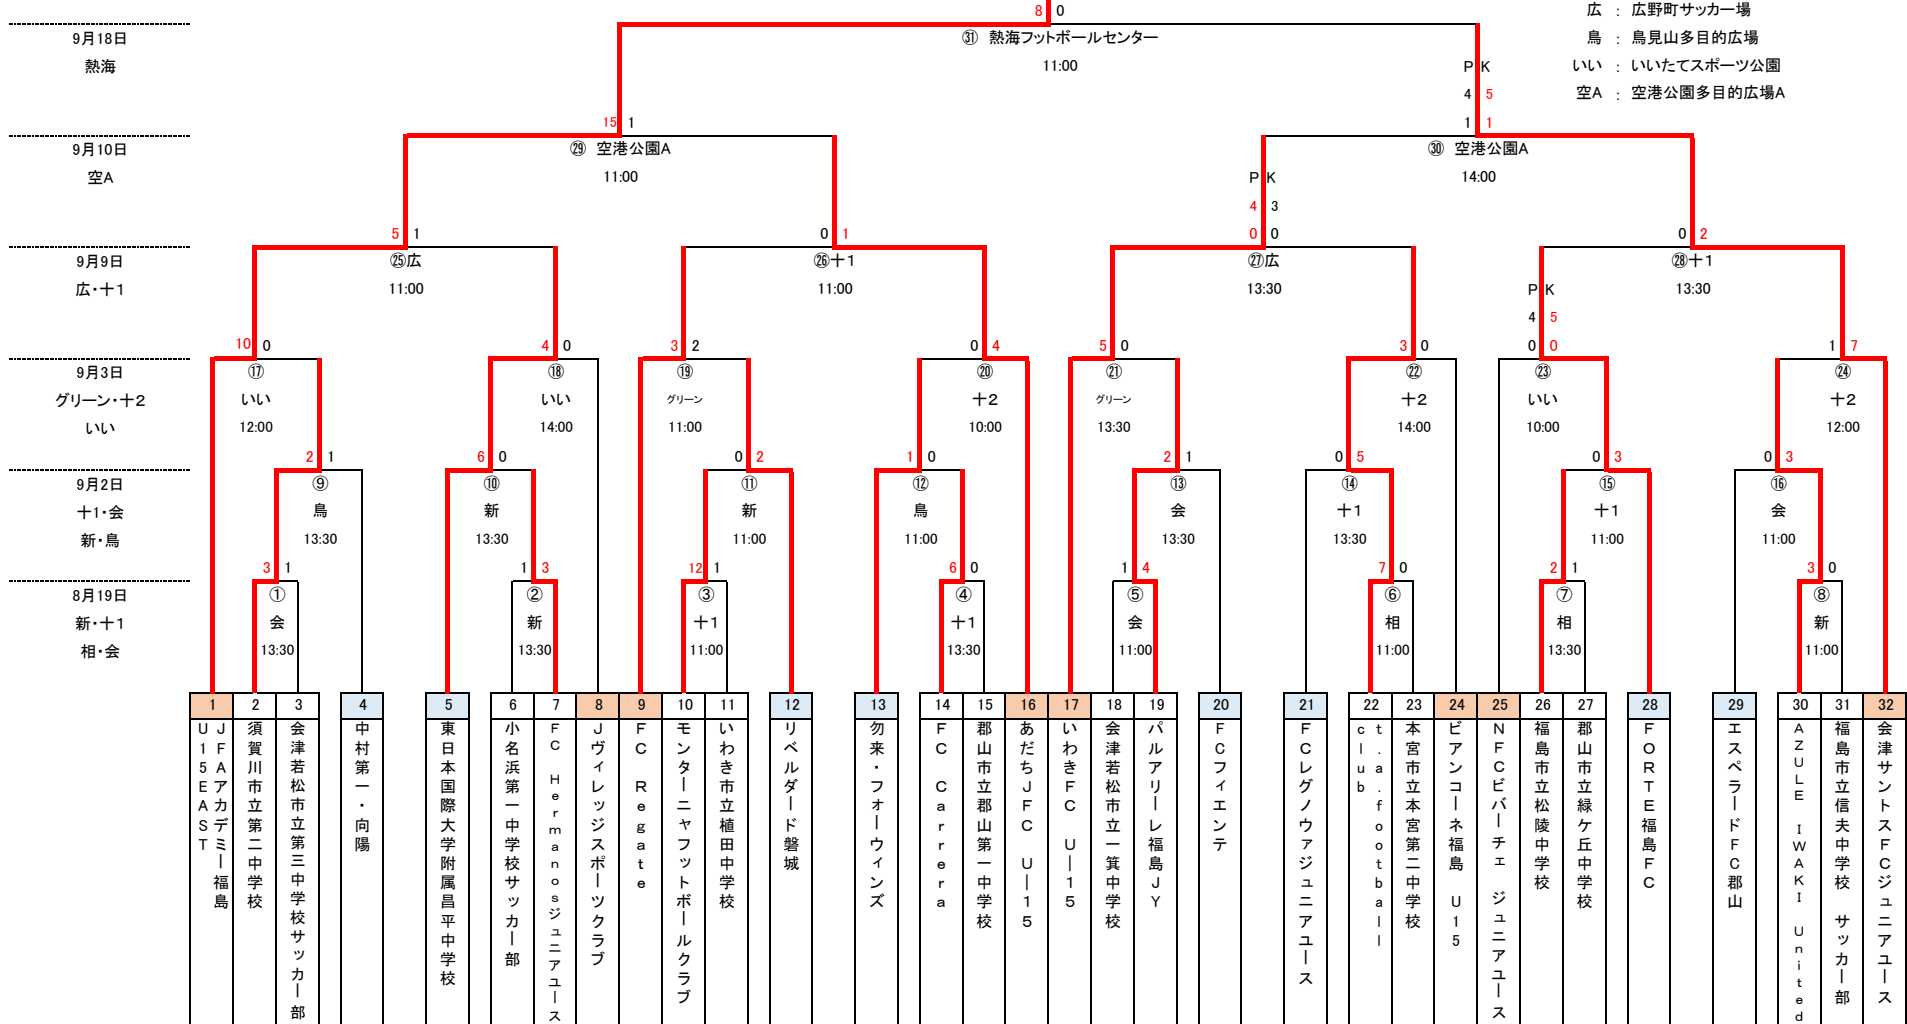 8 0
広 : 広野町サッカー場
9月18日
㉛ 熱海フットボールセンター
鳥 : 鳥見山多目的広場
熱海
11:00
PK
いい : いいたてスポーツ公園
4 5
空A : 空港公園多目的広場A
15 1
1 1
9月10日
㉙ 空港公園A
㉚ 空港公園A
空A
11:00
PK
14:00
4 3
5 1
0 1
0 0
0 2
9月9日
㉕広
㉖十1
㉗広
㉘十1
広・十1
11:00
11:00
13:30
PK
13:30
4 5
10 0
4 0
3 2
0 4
5 0
3 0
0 0
1 7
9月3日
⑰
⑱
⑲
⑳
㉑
㉒
㉓
㉔
グリーン・十2
いい
いい
グリーン
十2
グリーン
十2
いい
十2
いい
12:00
14:00
11:00
10:00
13:30
14:00
10:00
12:00
2 1
6 0
0 2
1 0
2 1
0 5
0 3
0 3
9月2日
⑨
⑩
⑪
⑫
⑬
⑭
⑮
⑯
十1・会
鳥
新
新
鳥
会
十1
十1
会
新・鳥
13:30
13:30
11:00
11:00
13:30
13:30
11:00
11:00
3 1
1 3
12 1
6 0
1 4
7 0
2 1
3 0
8月19日
①
②
③
④
⑤
⑥
⑦
⑧
新・十1
会
新
十1
十1
会
相
相
新
相・会
13:30
13:30
11:00
13:30
11:00
11:00
13:30
11:00
1
JFAアカデミー福島
U15EAST
2
須賀川市立第二中学校
3
会津若松市立第三中学校サッカー部
4
中村第一・向陽
5
東日本国際大学附属昌平中学校
6
小名浜第一中学校サッカー部
7
FC Hermanosジュニアユース
8
Jヴィレッジスポーツクラブ
9
FC Regate
10
モンターニャフットボールクラブ
11
いわき市立植田中学校
12
リベルダード磐城
13
勿来・フォーウィンズ
14
FC Carrera
15
郡山市立郡山第一中学校
16
あだちJFC U―15
17
いわきFC U―15
18
会津若松市立一箕中学校
19
パルアリーレ福島JY
20
FCフィエンテ
21
FCレグノヴァジュニアユース
22
t.a.football
club
23
本宮市立本宮第二中学校
24
ビアンコーネ福島 U15
25
NFCビバーチェ ジュニアユース
26
福島市立松陵中学校
27
郡山市立緑ケ丘中学校
28
FORTE福島FC
29
エスペラードFC郡山
30
AZULE IWAKI United
31
福島市立信夫中学校 サッカー部
32
会津サントスFCジュニアユース